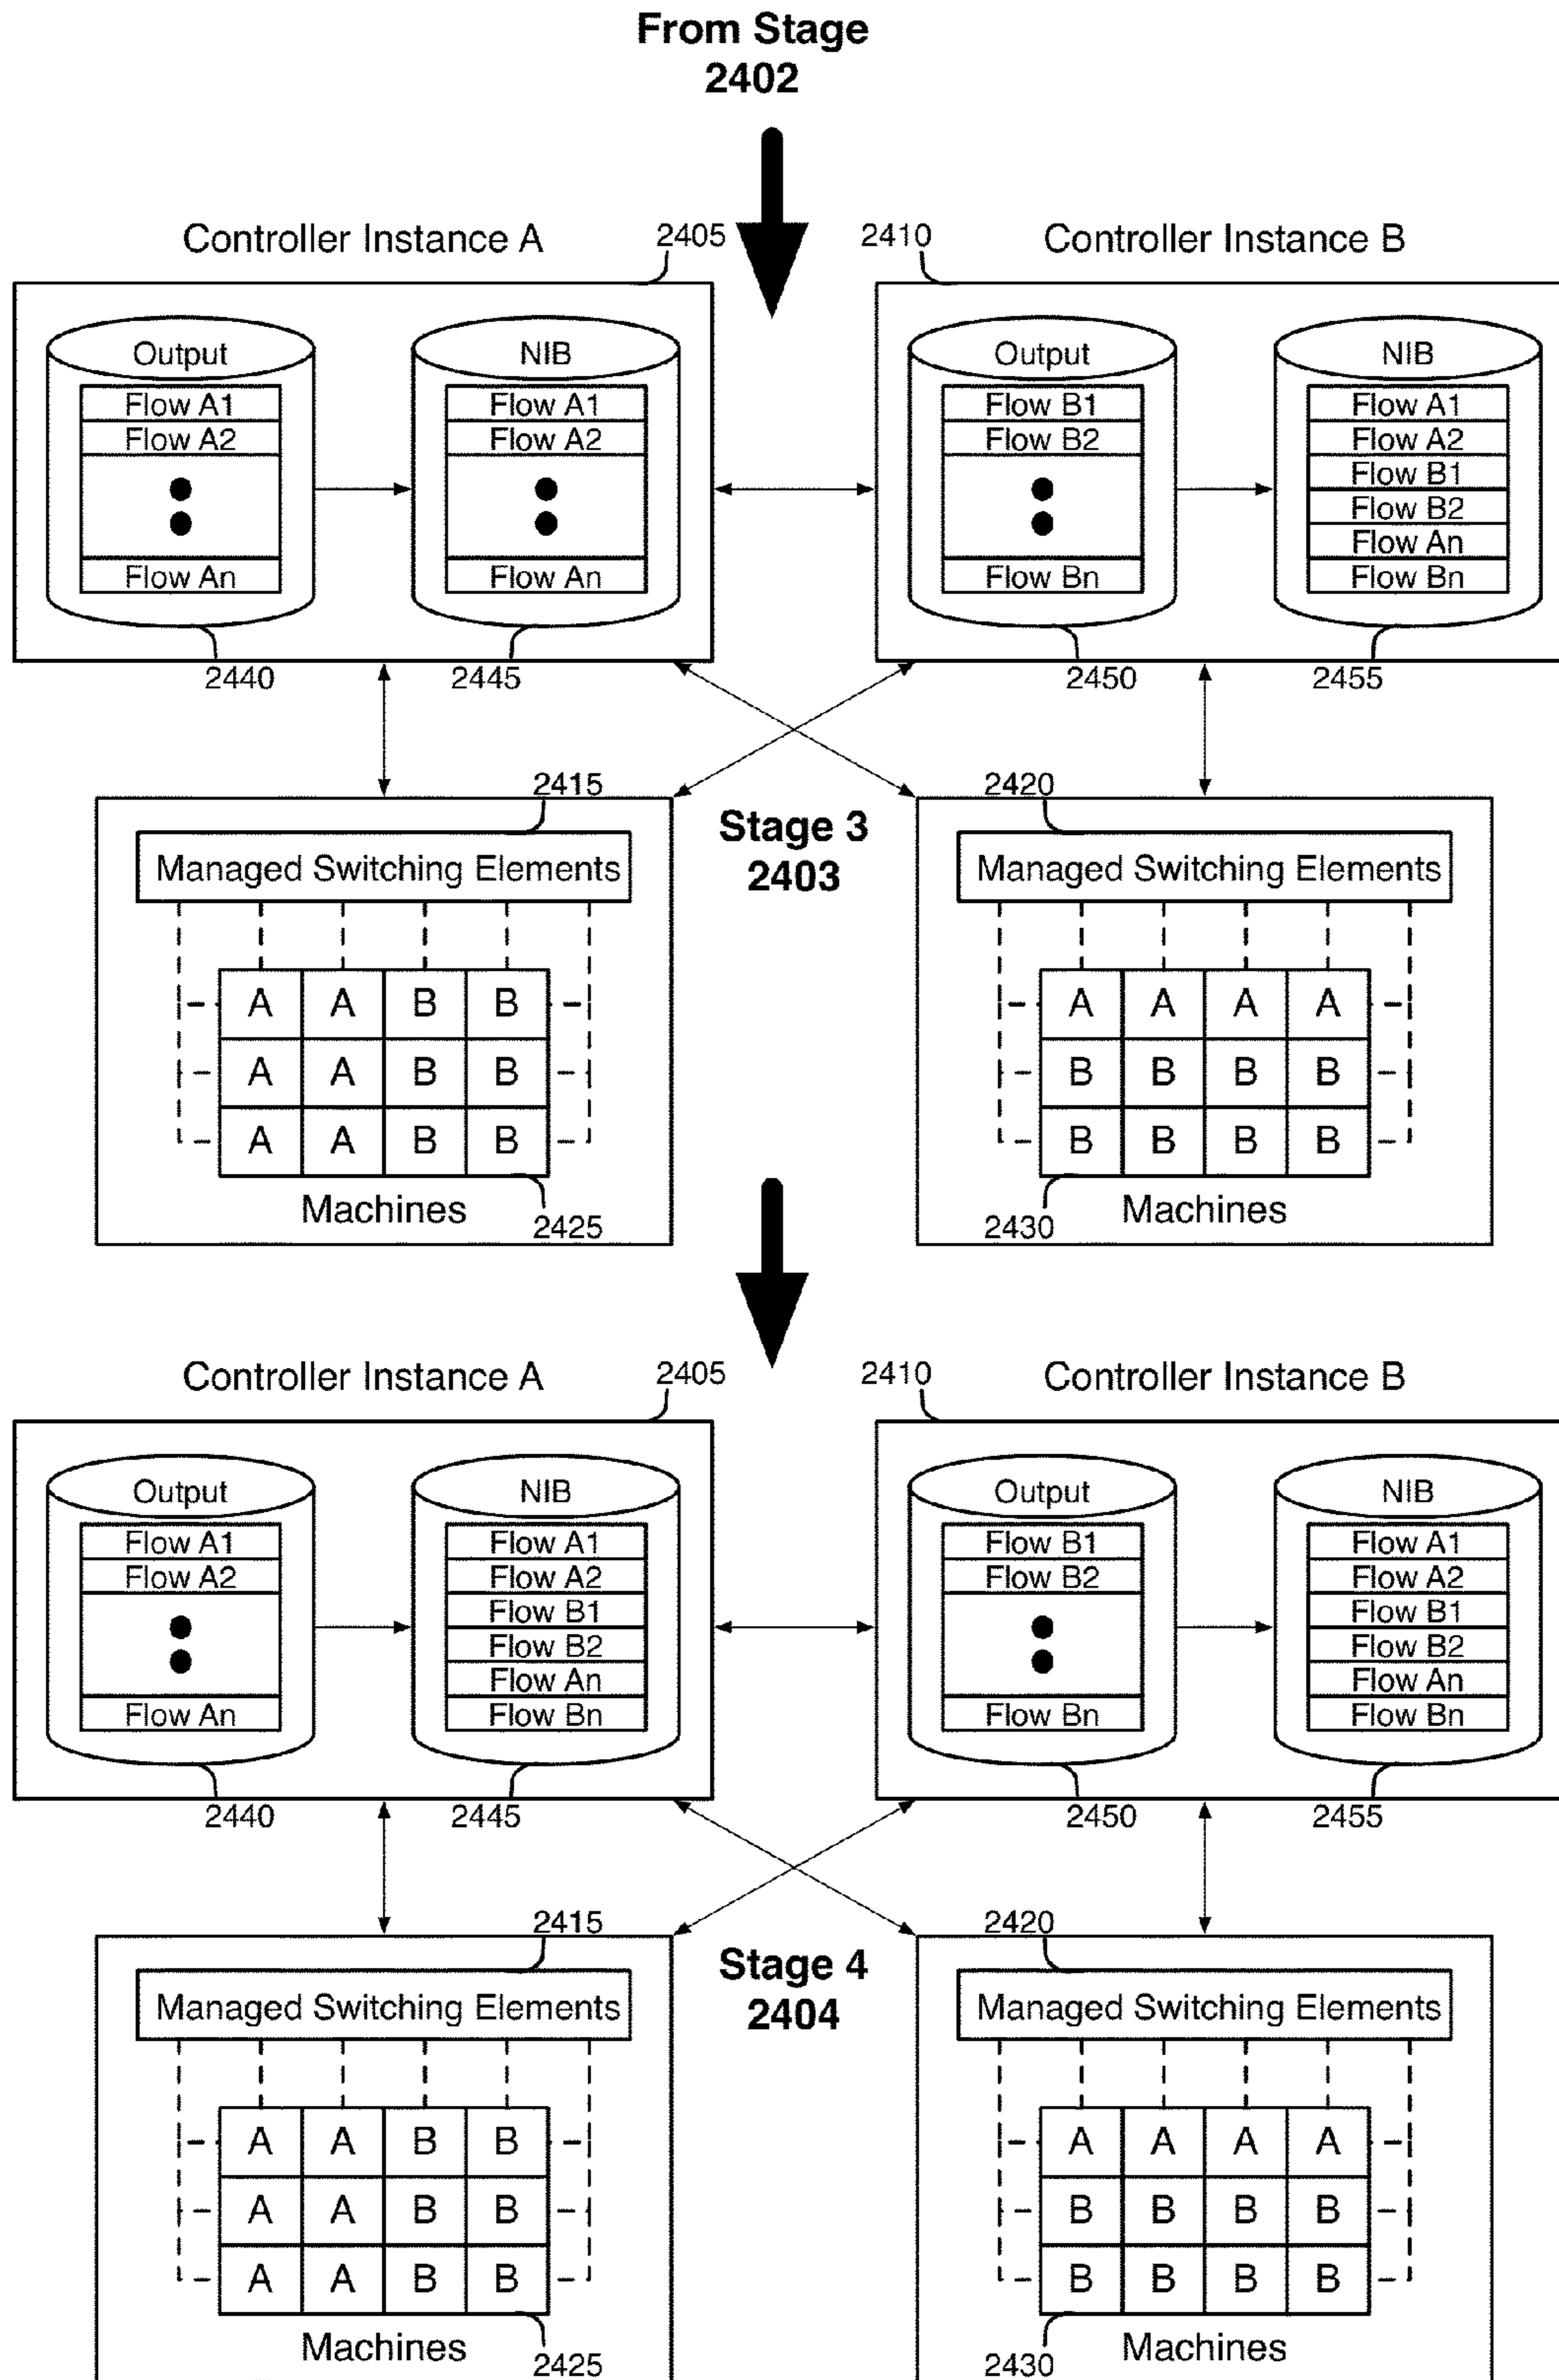 From Stage
2402
Controller Instance A
2405
2410
Controller Instance B
Output
Flow A1
Flow A2
Flow An
NIB
Flow A1
Flow A2
Flow An
Output
Flow B1
Flow B2
Flow Bn
NIB
Flow A1
Flow A2
Flow B1
Flow B2
Flow An
Flow Bn
2440
2445
2450
2455
2415
Managed Switching Elements
A A B B
A A B B
A A B B
Machines
2425
Stage 3
2403
2420
Managed Switching Elements
A A A A
B B B B
B B B B
2430
Machines
Controller Instance A
2405
2410
Controller Instance B
Output
Flow A1
Flow A2
Flow An
NIB
Flow A1
Flow A2
Flow B1
Flow B2
Flow An
Flow Bn
Output
Flow B1
Flow B2
Flow Bn
NIB
Flow A1
Flow A2
Flow B1
Flow B2
Flow An
Flow Bn
2440
2445
2450
2455
2415
Managed Switching Elements
A A B B
A A B B
A A B B
Machines
2425
Stage 4
2404
2420
Managed Switching Elements
A A A A
B B B B
B B B B
2430
Machines